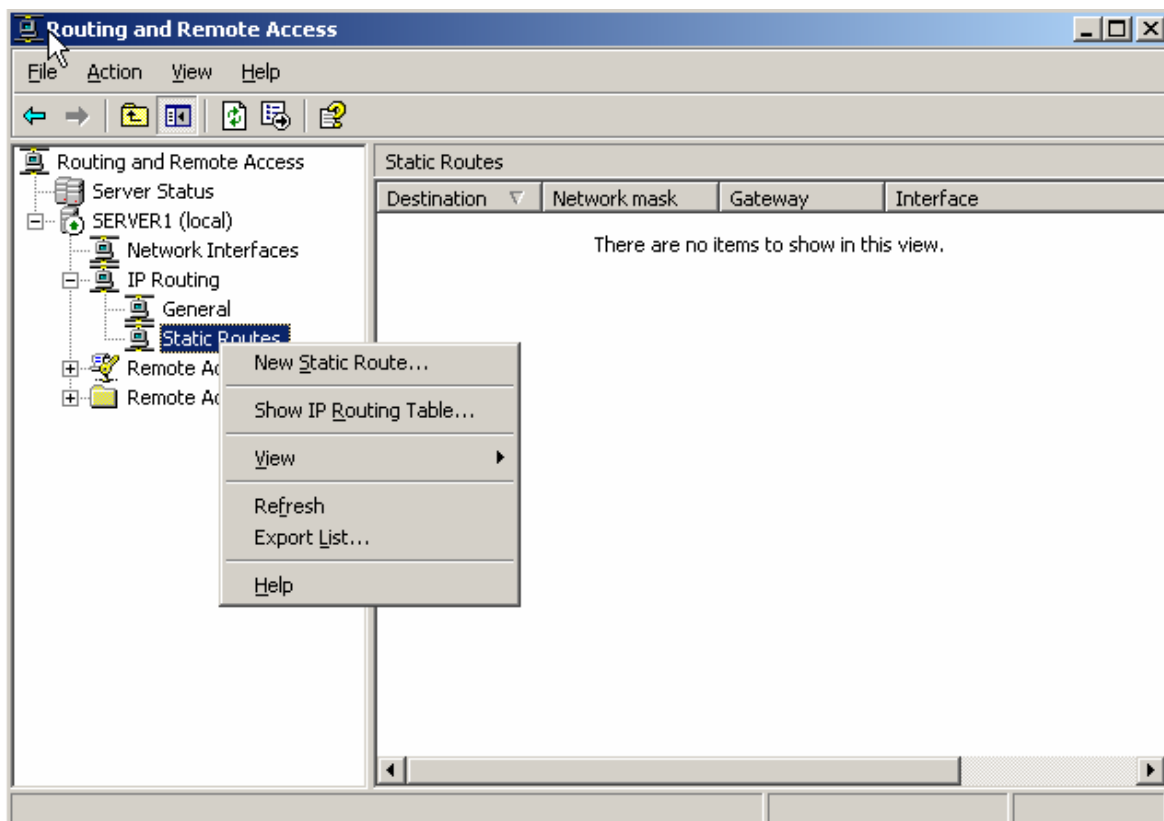 Routing and Remote Access
File Action View Help
Routing and Remote Access
Server Status
SERVER1 (local)
Network Interfaces
IP Routing
General
Static Routes
Remote Ac
Remote Ac
Static Routes
Destination Network mask Gateway Interface
There are no items to show in this view.
New Static Route...
Show IP Routing Table...
View
Refresh
Export List...
Help